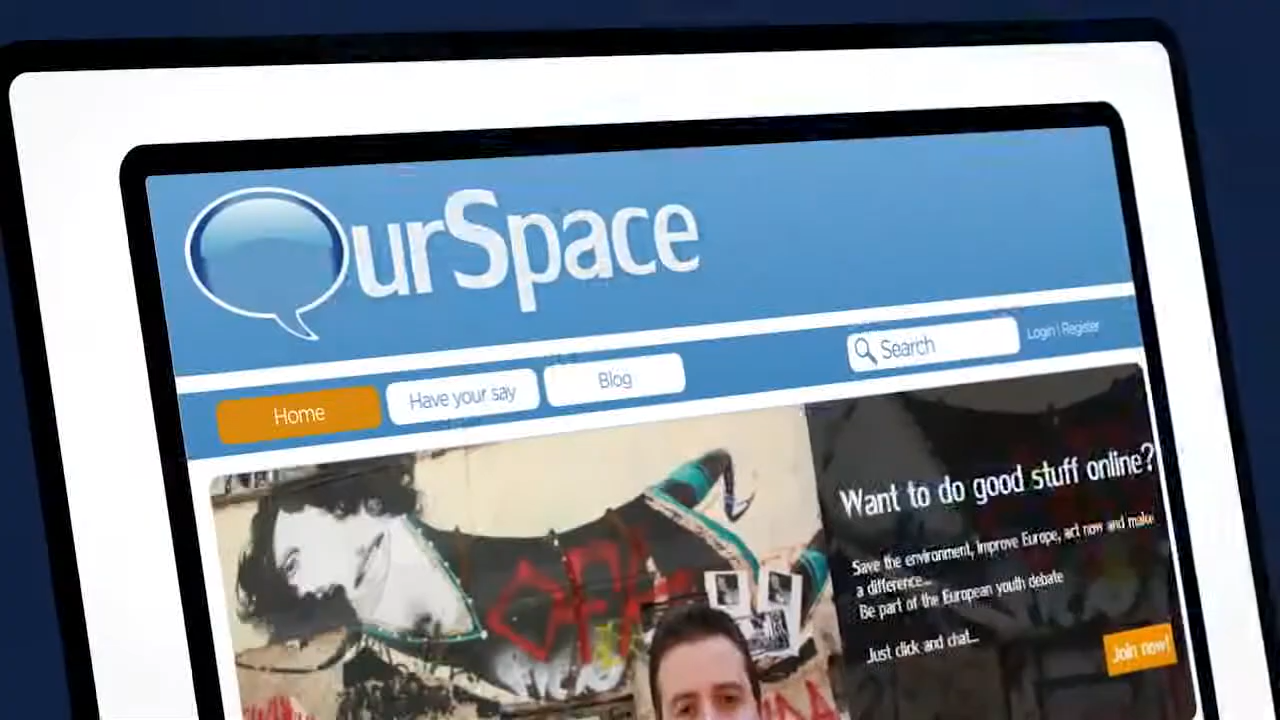 OurSpace
Search
Login | Register
Home
Have your say
Blog
Want to do good stuff online?
Save the environment, improve Europe, act now and make
a difference...
Be part of the European youth debate
Just click and chat...
Join now!